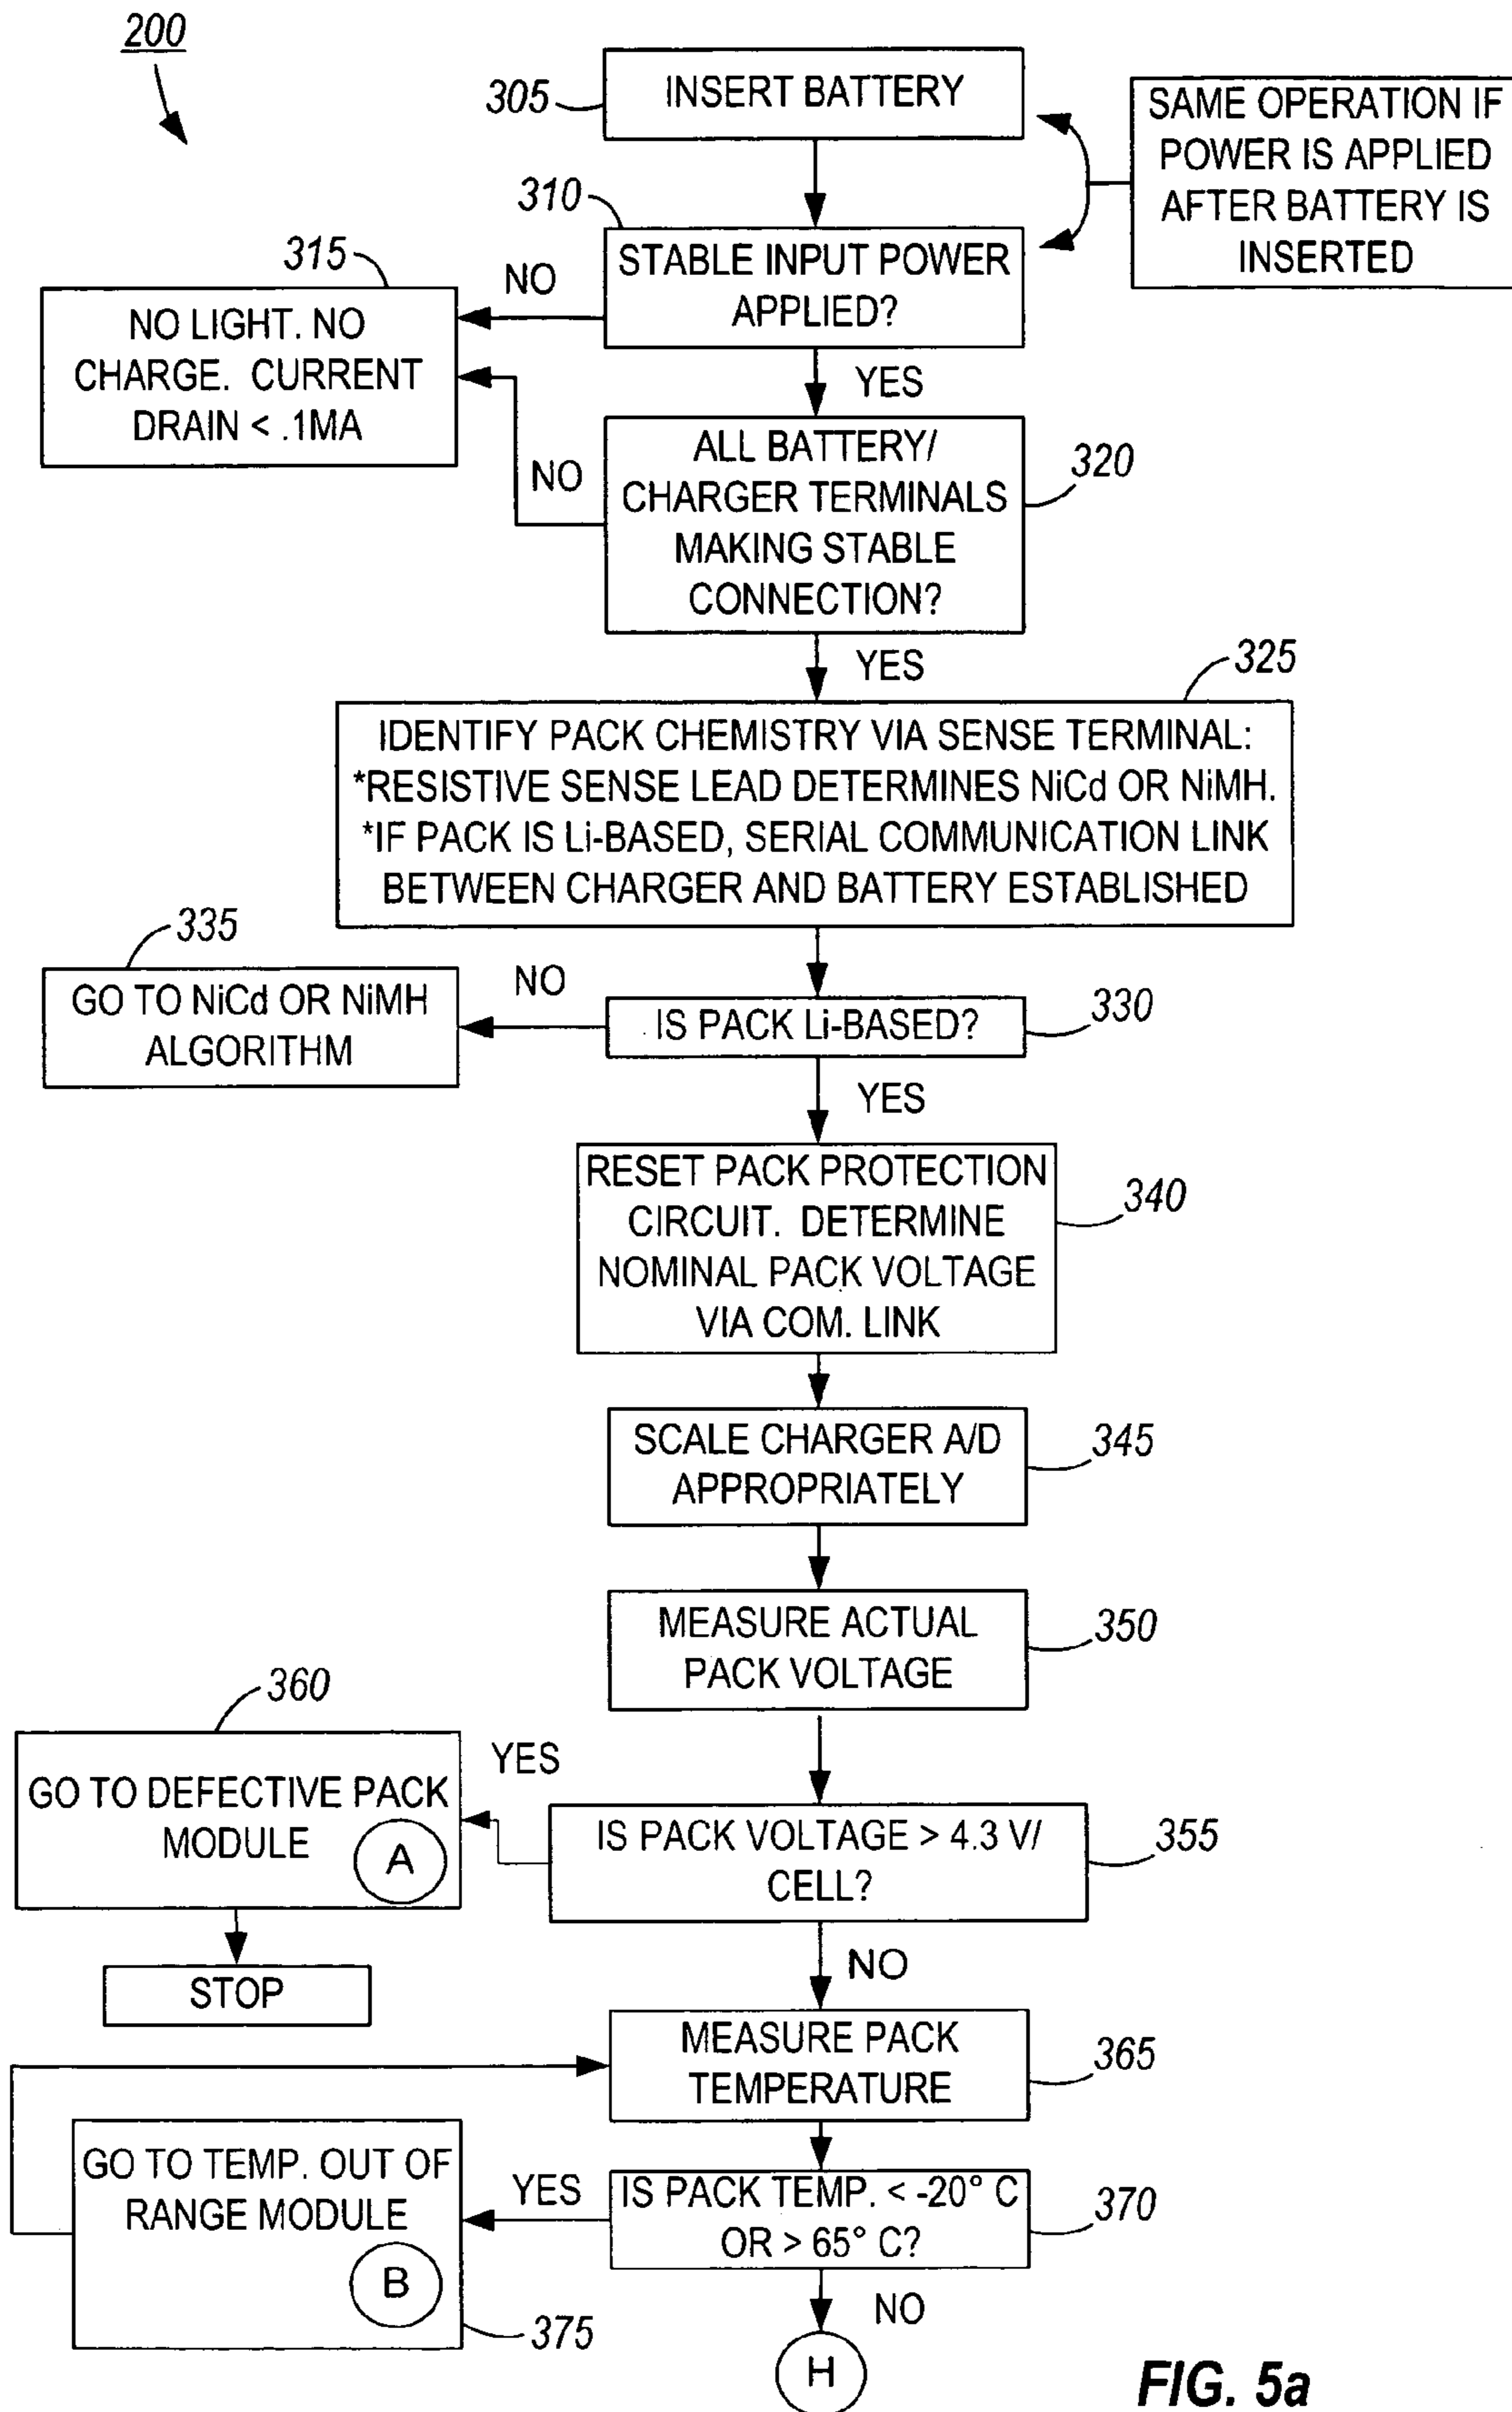 200
305
INSERT BATTERY
SAME OPERATION IF
POWER IS APPLIED
AFTER BATTERY IS
INSERTED
310
STABLE INPUT POWER
APPLIED?
NO
315
NO LIGHT. NO
CHARGE. CURRENT
DRAIN < .1MA
YES
NO
ALL BATTERY/
CHARGER TERMINALS
MAKING STABLE
CONNECTION?
320
YES
325
IDENTIFY PACK CHEMISTRY VIA SENSE TERMINAL:
*RESISTIVE SENSE LEAD DETERMINES NiCd OR NiMH.
*IF PACK IS Li-BASED, SERIAL COMMUNICATION LINK
BETWEEN CHARGER AND BATTERY ESTABLISHED
335
GO TO NiCd OR NiMH
ALGORITHM
NO
IS PACK Li-BASED?
330
YES
RESET PACK PROTECTION
CIRCUIT. DETERMINE
NOMINAL PACK VOLTAGE
VIA COM. LINK
340
SCALE CHARGER A/D
APPROPRIATELY
345
MEASURE ACTUAL
PACK VOLTAGE
350
360
GO TO DEFECTIVE PACK
MODULE
A
YES
IS PACK VOLTAGE > 4.3 V/
CELL?
355
STOP
NO
MEASURE PACK
TEMPERATURE
365
GO TO TEMP. OUT OF
RANGE MODULE
B
375
YES
IS PACK TEMP. < -20° C
OR > 65° C?
370
NO
H
FIG. 5a